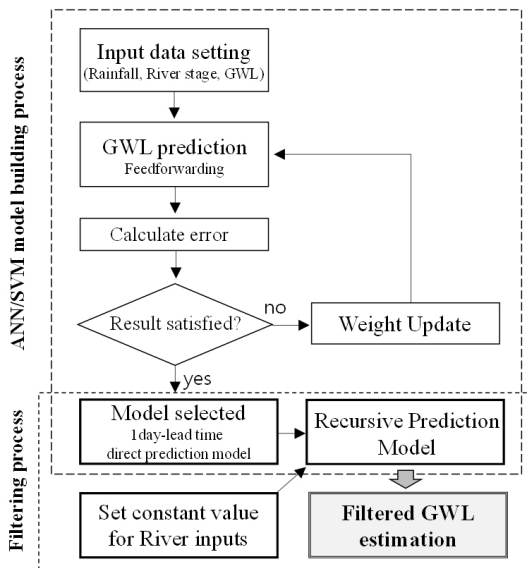 ANN/SVM model building process
Input data setting
(Rainfall, River stage, GWL)
GWL prediction
Feedforwarding
Calculate error
Result satisfied?
no
Weight Update
yes
Filtering process
Model selected
1day-lead time
direct prediction model
Recursive Prediction
Model
Set constant value
for River inputs
Filtered GWL
estimation